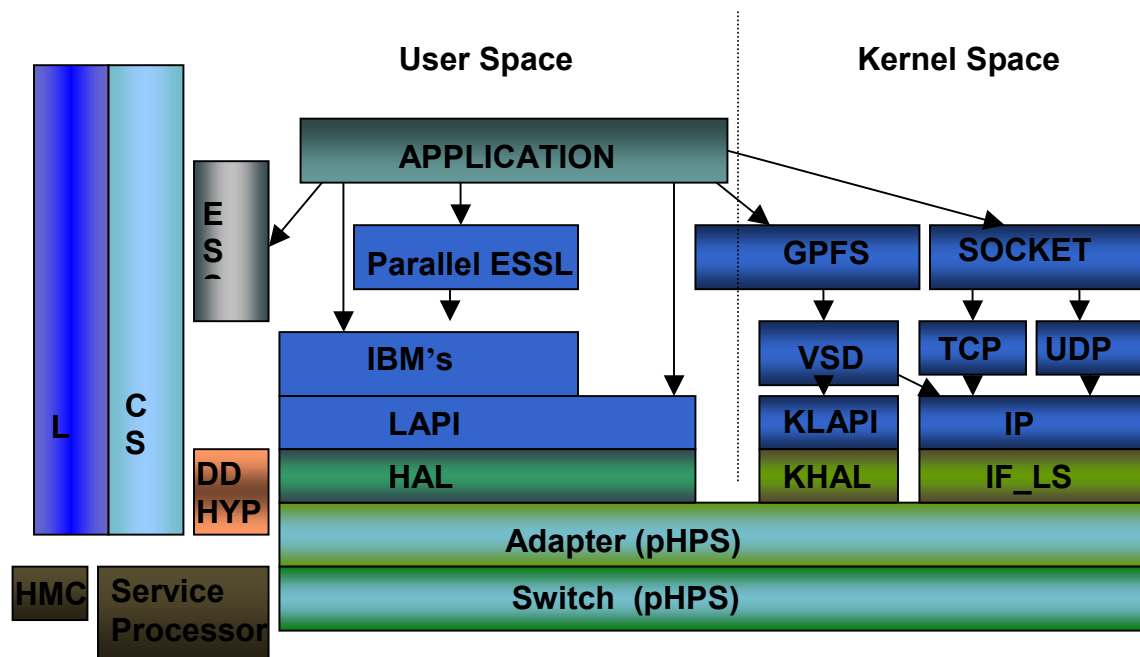 User Space
Kernel Space
APPLICATION
E
S
Parallel ESSL
GPFS
SOCKET
IBM's
VSD
TCP
UDP
L
C
S
LAPI
KLAPI
IP
DD
HYP
HAL
KHAL
IF_LS
Adapter (pHPS)
HMC
Service
Processor
Switch (pHPS)